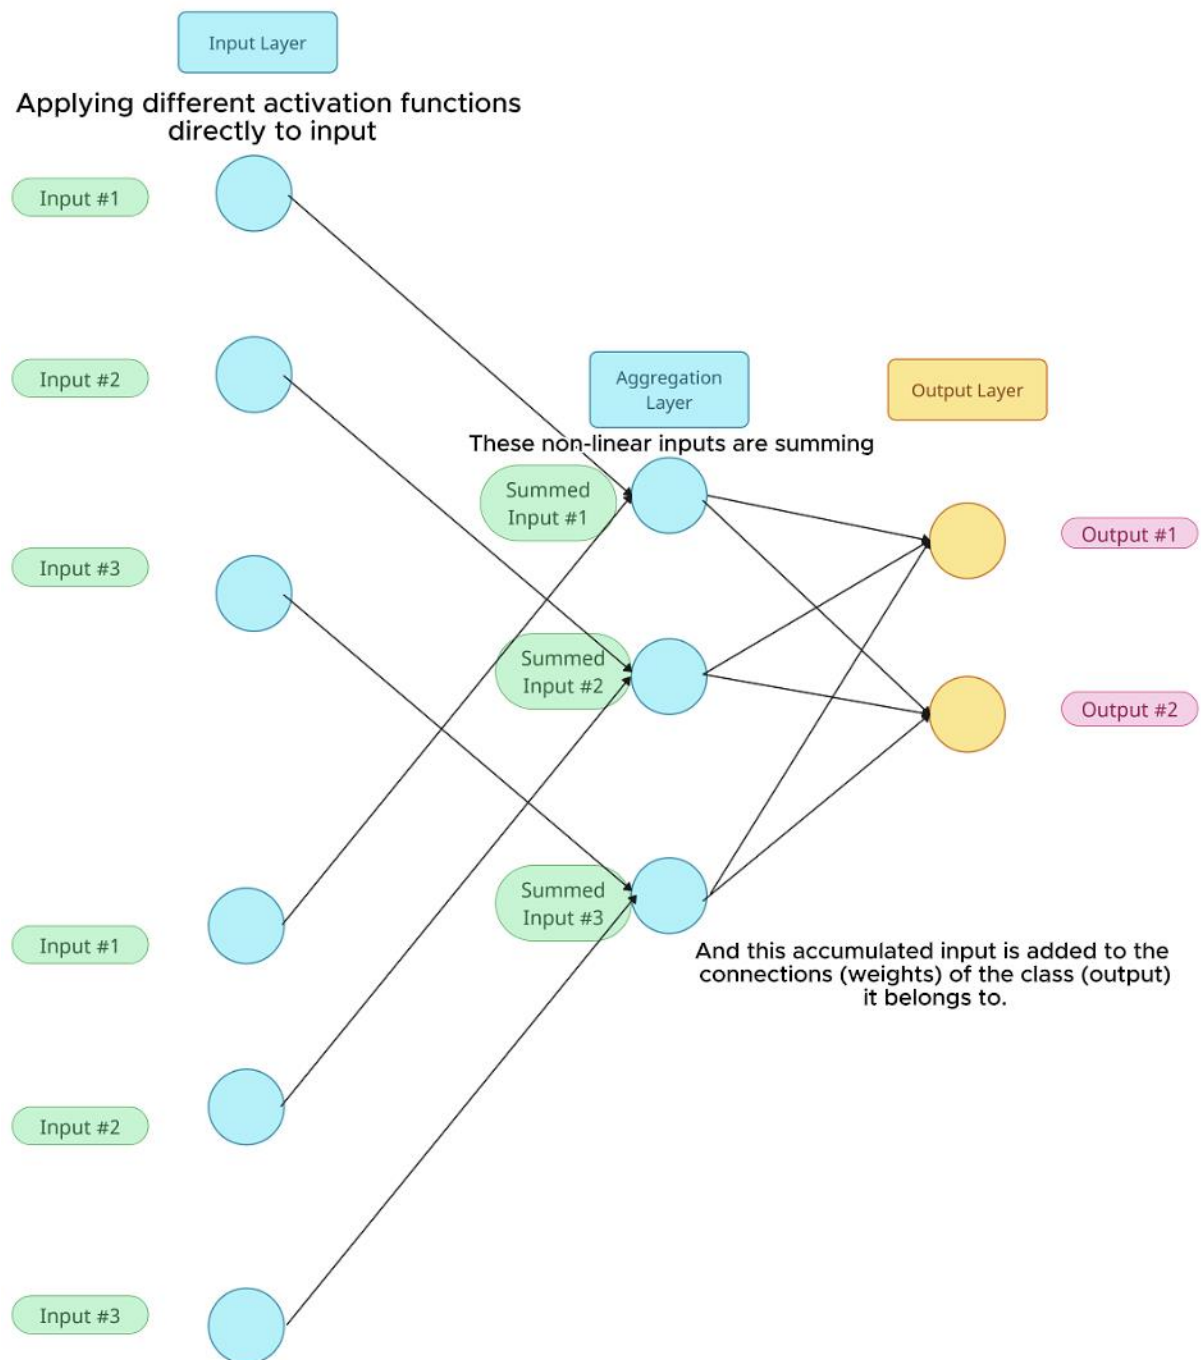 Input Layer
Applying different activation functions
directly to input
Input #1
Input #2
Input #3
Aggregation
Layer
Output Layer
These non-linear inputs are summing
Summed
Input #1
Output #1
Summed
Input #2
Output #2
Summed
Input #3
Input #1
And this accumulated input is added to the
connections (weights) of the class (output)
it belongs to.
Input #2
Input #3